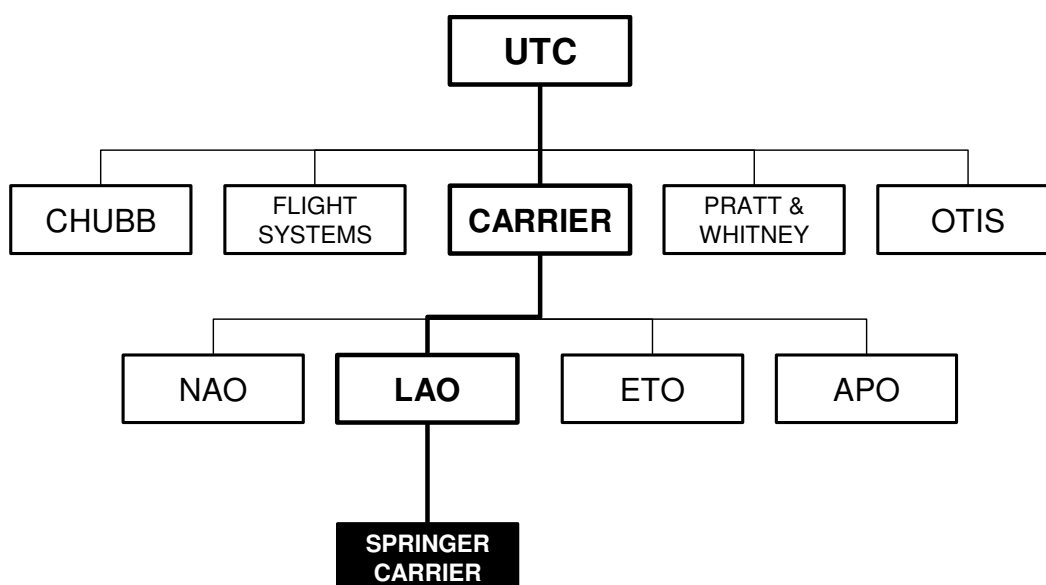 UTC
CHUBB
FLIGHT
SYSTEMS
CARRIER
PRATT &
WHITNEY
OTIS
NAO
LAO
ETO
APO
SPRINGER
CARRIER